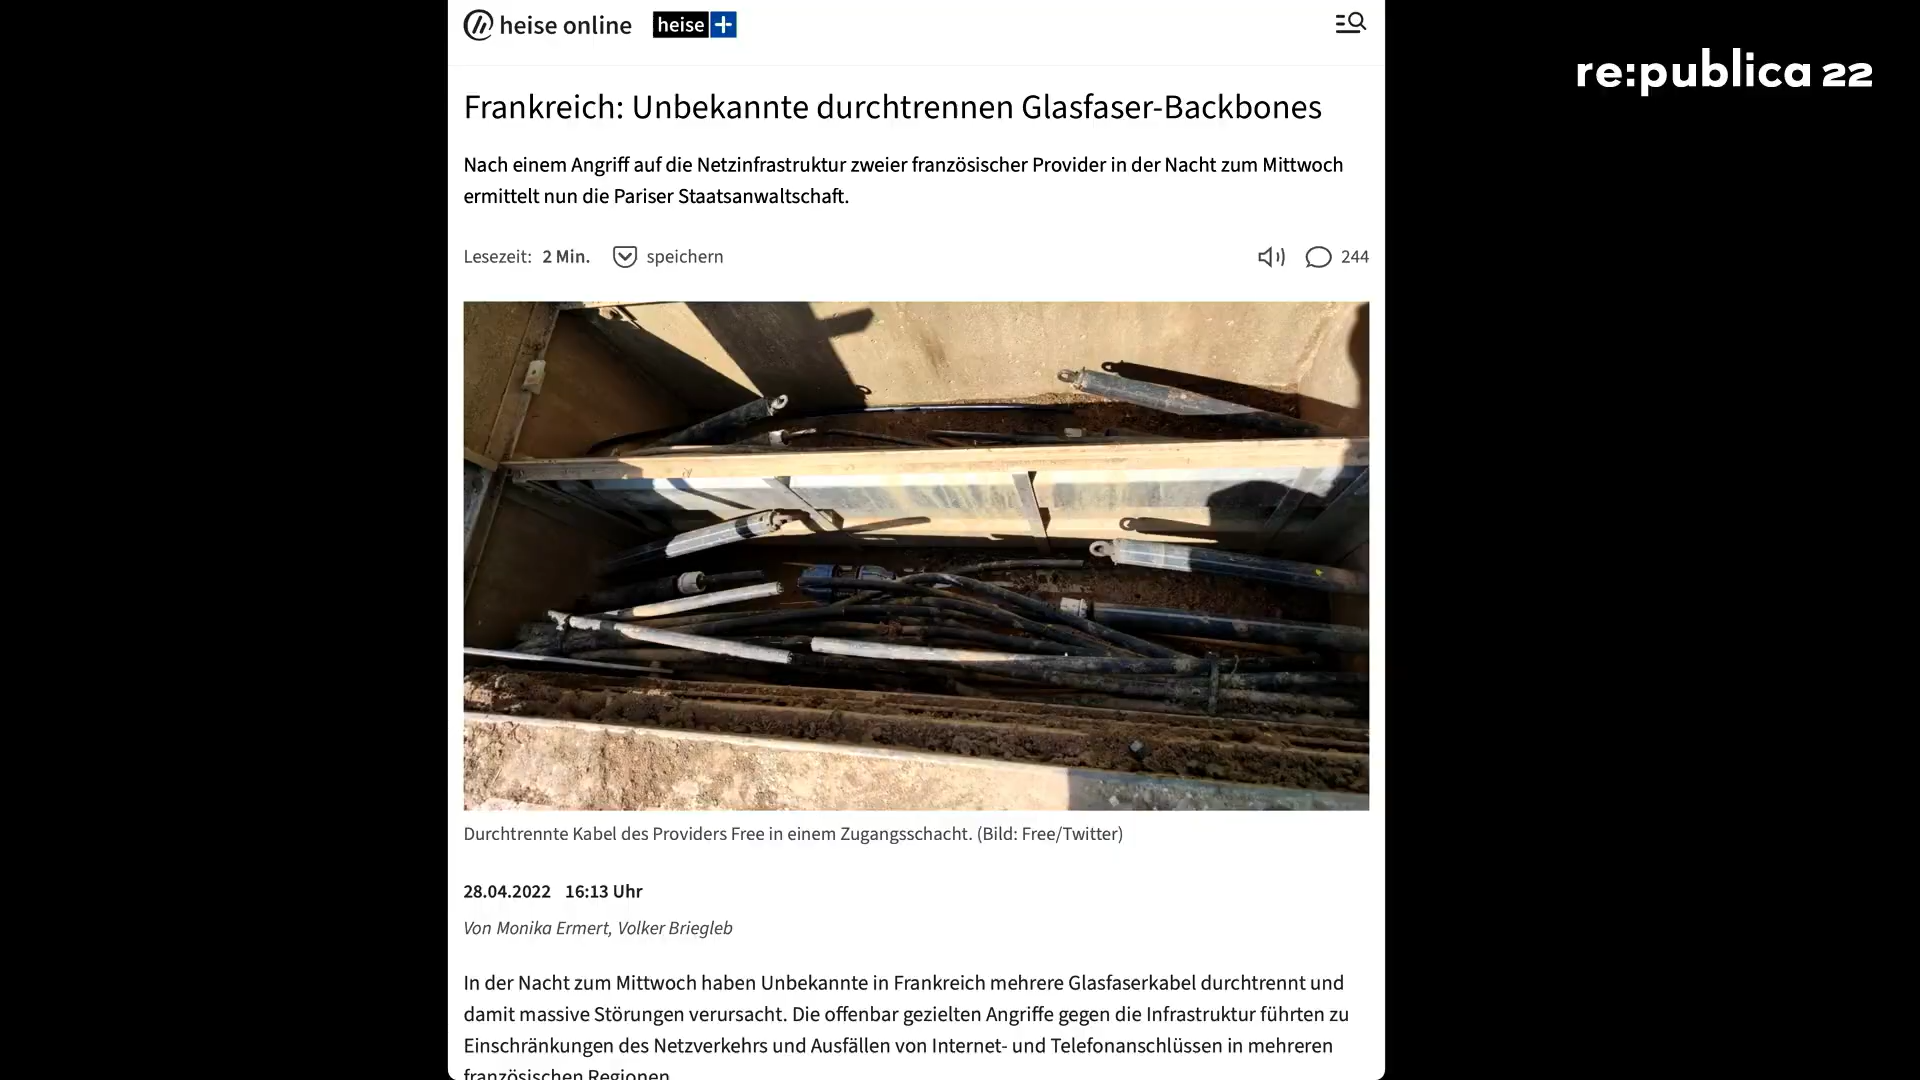 heise online heise +
re:publica 22
Frankreich: Unbekannte durchtrennen Glasfaser-Backbones
Nach einem Angriff auf die Netzinfrastruktur zweier französischer Provider in der Nacht zum Mittwoch
ermittelt nun die Pariser Staatsanwaltschaft.
Lesezeit: 2 Min. speichern 244
Durchtrennte Kabel des Providers Free in einem Zugangsschacht. (Bild: Free/Twitter)
28.04.2022 16:13 Uhr
Von Monika Ermert, Volker Briegleb
In der Nacht zum Mittwoch haben Unbekannte in Frankreich mehrere Glasfaserkabel durchtrennt und
damit massive Störungen verursacht. Die offenbar gezielten Angriffe gegen die Infrastruktur führten zu
Einschränkungen des Netzverkehrs und Ausfällen von Internet- und Telefonanschlüssen in mehreren
französischen Regionen.